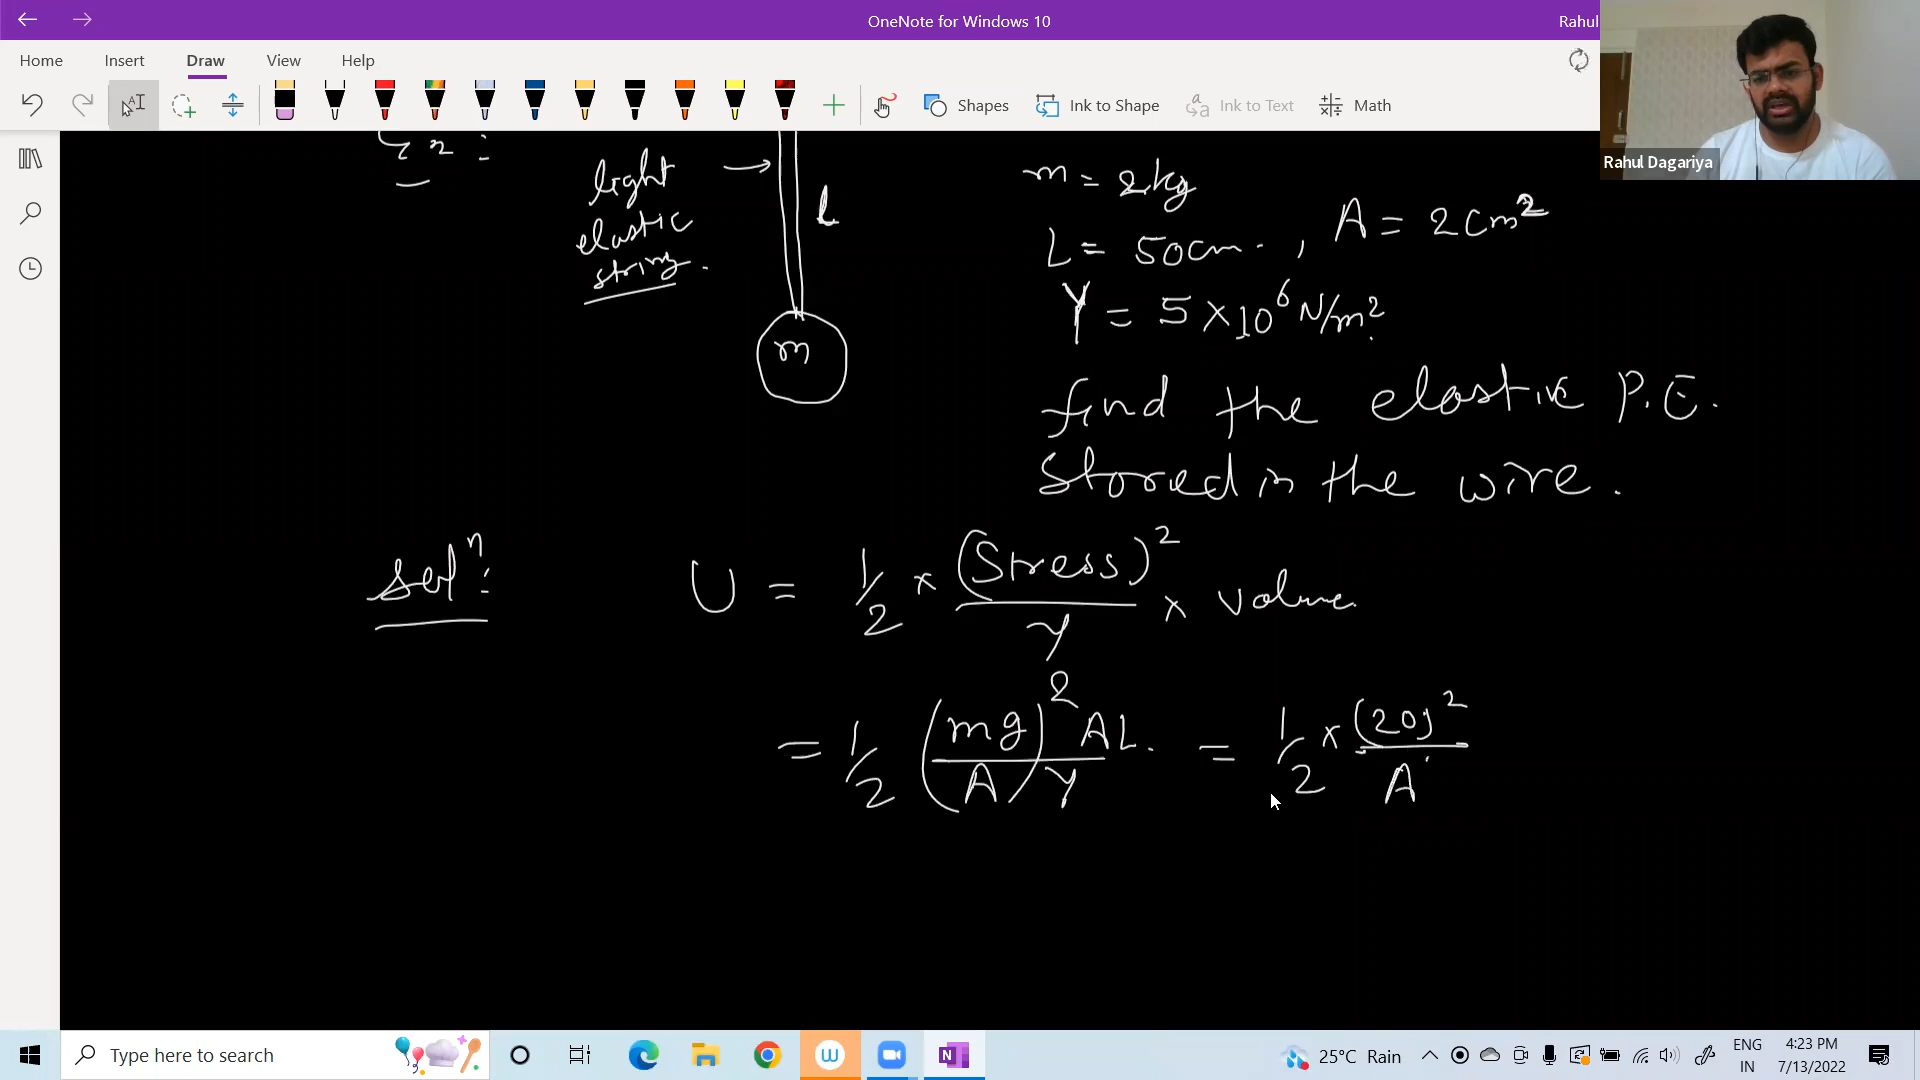 OneNote for Windows 10
Rahul
Home Insert Draw View Help
Shapes Ink to Shape Ink to Text Math
Rahul Dagariya
light
elastic
string.
l
m
m = 2kg
L = 50cm. , A = 2cm²
Y = 5 × 10⁶ N/m²
find the elastic P.E.
stored in the wire.
solⁿ:
U = 1/2 × (Stress)²/Y × volume
= 1/2 (mg/A)² AL/Y. = 1/2 × (20)²/A
Type here to search
25°C Rain
ENG
IN
4:23 PM
7/13/2022